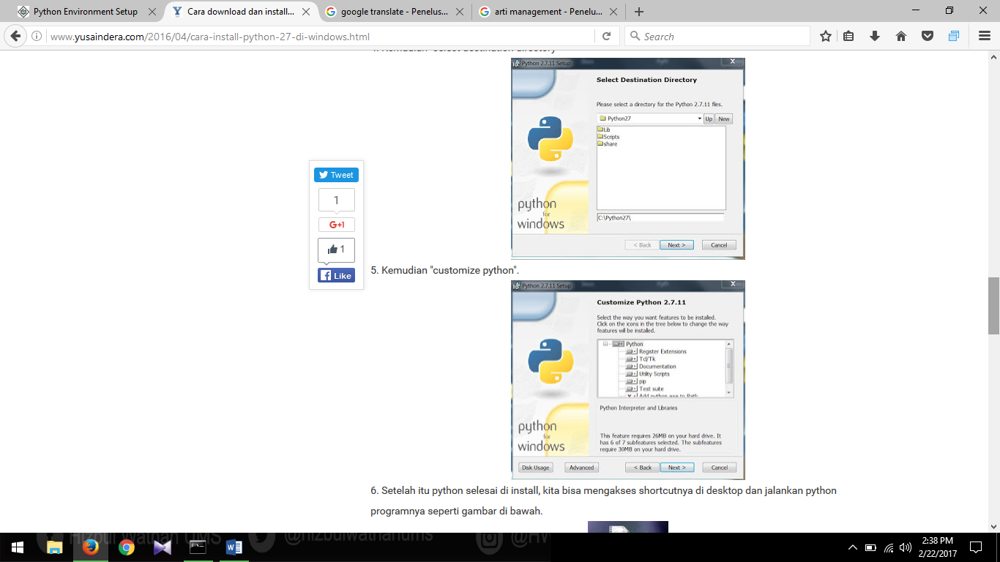 Python Environment Setup
Cara download dan install...
google translate - Penelus...
arti management - Penelu...
www.yusaindera.com/2016/04/cara-install-python-27-di-windows.html
Search
Python 2.7.11 Setup
Select Destination Directory
Please select a directory for the Python 2.7.11 files.
Python27
Up New
Lib
Scripts
share
python
for
windows
C:\Python27\
< Back Next > Cancel
Tweet
1
G+1
1
Like
5. Kemudian "customize python".
Python 2.7.11 Setup
Customize Python 2.7.11
Select the way you want features to be installed.
Click on the icons in the tree below to change the way
features will be installed.
Python
Register Extensions
Tcl/Tk
Documentation
Utility Scripts
pip
Test suite
Add python.exe to Path
Python Interpreter and Libraries
This feature requires 26MB on your hard drive. It
has 6 of 7 subfeatures selected. The subfeatures
require 30MB on your hard drive.
python
for
windows
Disk Usage Advanced < Back Next > Cancel
6. Setelah itu python selesai di install, kita bisa mengakses shortcutnya di desktop dan jalankan python
programnya seperti gambar di bawah.
@hizbulwathanums
2:38 PM
2/22/2017